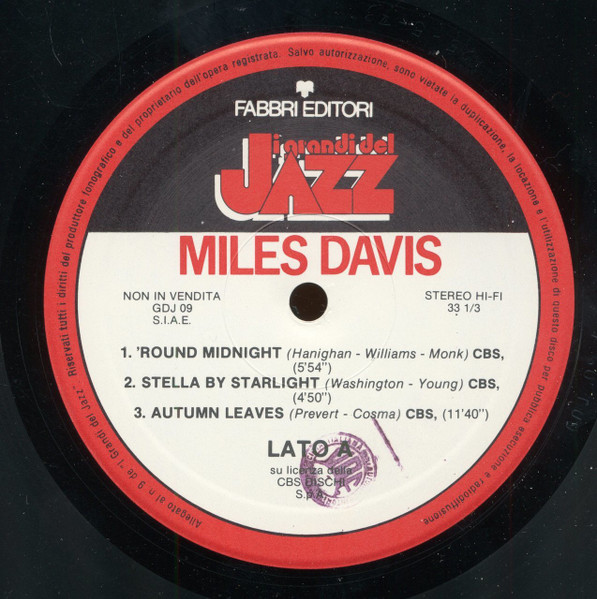 FABBRI EDITORI
i grandi del
JAZZ
MILES DAVIS
NON IN VENDITA
GDJ 09
S.I.A.E.
STEREO HI-FI
33 1/3
1. 'ROUND MIDNIGHT (Hanighan - Williams - Monk) CBS,
(5'54")
2. STELLA BY STARLIGHT (Washington - Young) CBS,
(4'50")
3. AUTUMN LEAVES (Prevert - Cosma) CBS, (11'40")
LATO A
su licenza della
CBS DISCHI
S.p.A.
Allegato al n. 9 de "I Grandi del Jazz" - Riservati tutti i diritti del produttore fonografico e del proprietario dell'opera registrata. Salvo autorizzazione, sono vietate la duplicazione, la locazione e l'utilizzazione di questo disco per pubblica esecuzione e radiodiffusione.